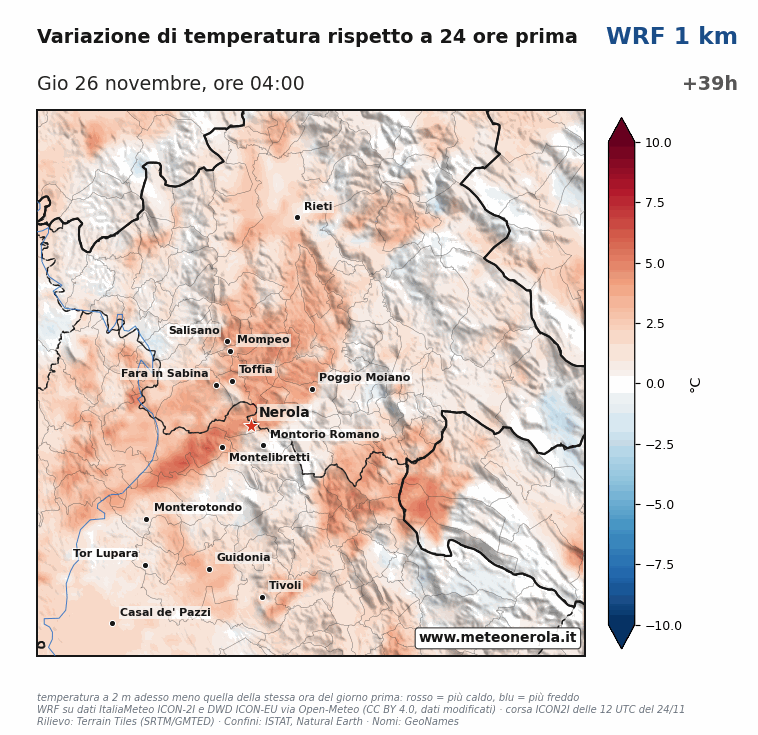 Variazione di temperatura rispetto a 24 ore prima
WRF 1 km
Gio 26 novembre, ore 04:00
+39h
Rieti
Salisano
Mompeo
Fara in Sabina
Toffia
Poggio Moiano
Nerola
Montorio Romano
Montelibretti
Monterotondo
Tor Lupara
Guidonia
Tivoli
Casal de' Pazzi
www.meteonerola.it
10.0
7.5
5.0
2.5
0.0
−2.5
−5.0
−7.5
−10.0
°C
temperatura a 2 m adesso meno quella della stessa ora del giorno prima: rosso = più caldo, blu = più freddo
WRF su dati ItaliaMeteo ICON-2I e DWD ICON-EU via Open-Meteo (CC BY 4.0, dati modificati) · corsa ICON2I delle 12 UTC del 24/11
Rilievo: Terrain Tiles (SRTM/GMTED) · Confini: ISTAT, Natural Earth · Nomi: GeoNames